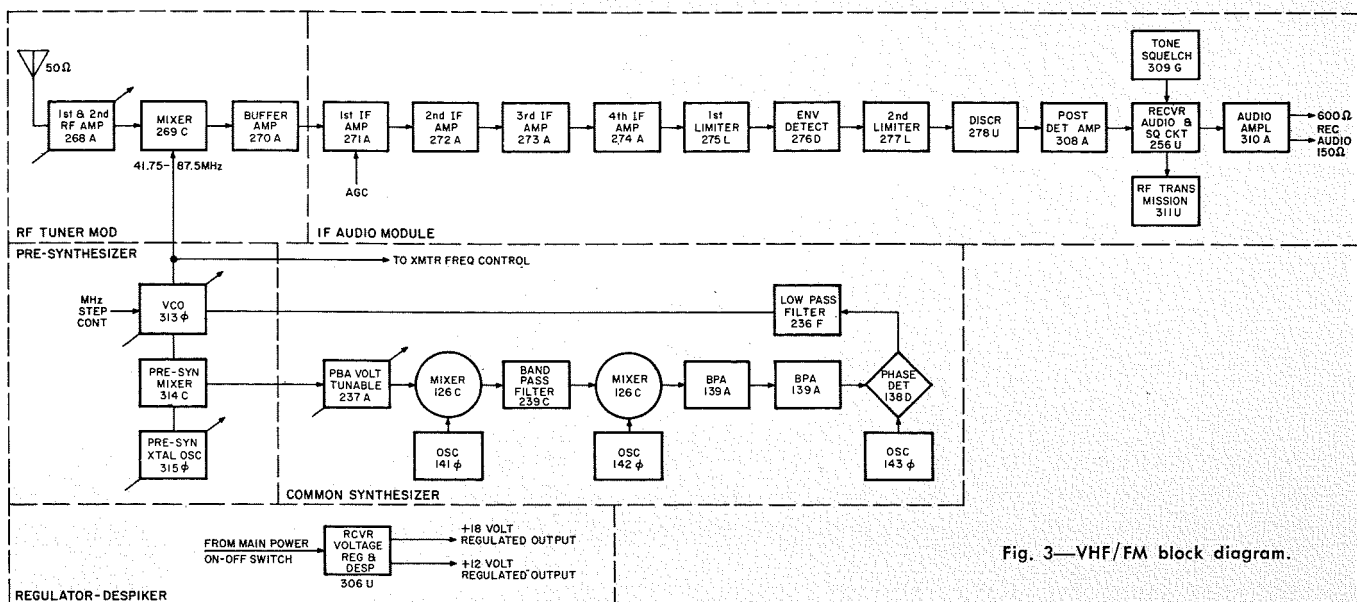 50Ω
1st & 2nd
RF AMP
268 A
MIXER
269 C
BUFFER
AMP
270 A
1st IF
AMP
271 A
2nd IF
AMP
272 A
3rd IF
AMP
273 A
4th IF
AMP
274 A
1st
LIMITER
275 L
ENV
DETECT
276 D
2nd
LIMITER
277 L
DISCR
278 U
POST
DET AMP
308 A
TONE
SQUELCH
309 G
RECVR
AUDIO &
SQ CKT
256 U
RF TRANS
MISSION
311 U
AUDIO
AMPL
310 A
600Ω
REC
AUDIO
150Ω
41.75-87.5MHz
AGC
RF TUNER MOD
IF AUDIO MODULE
PRE-SYNTHESIZER
TO XMTR FREQ CONTROL
MHz
STEP
CONT
VCO
313 ϕ
LOW PASS
FILTER
236 F
PRE-SYN
MIXER
314 C
PBA VOLT
TUNABLE
237 A
MIXER
126 C
BAND
PASS
FILTER
239 C
MIXER
126 C
BPA
139 A
BPA
139 A
PHASE
DET
138 D
PRE-SYN
XTAL OSC
315 ϕ
OSC
141 ϕ
OSC
142 ϕ
OSC
143 ϕ
COMMON SYNTHESIZER
FROM MAIN POWER
ON-OFF SWITCH
RCVR
VOLTAGE
REG &
DESP
306 U
+18 VOLT
REGULATED OUTPUT
+12 VOLT
REGULATED OUTPUT
REGULATOR-DESPIKER
Fig. 3—VHF/FM block diagram.